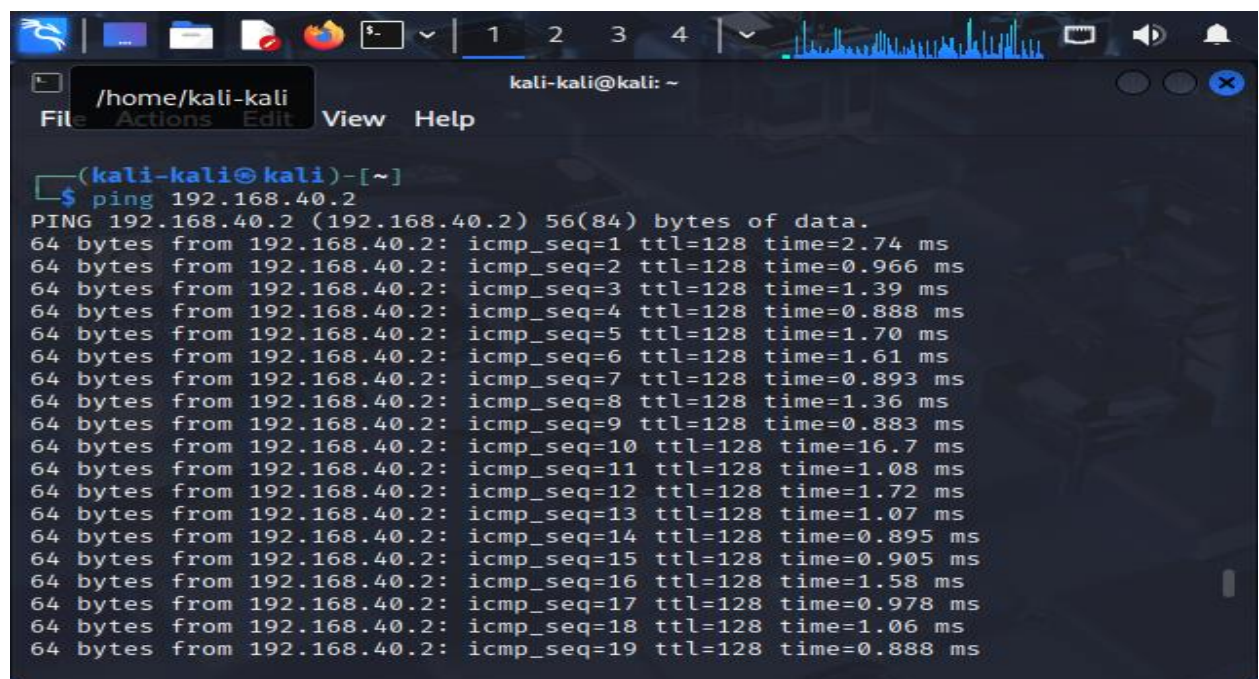 1 2 3 4
kali-kali@kali: ~
/home/kali-kali
File Actions Edit View Help
┌──(kali-kali㉿kali)-[~]
└─$ ping 192.168.40.2
PING 192.168.40.2 (192.168.40.2) 56(84) bytes of data.
64 bytes from 192.168.40.2: icmp_seq=1 ttl=128 time=2.74 ms
64 bytes from 192.168.40.2: icmp_seq=2 ttl=128 time=0.966 ms
64 bytes from 192.168.40.2: icmp_seq=3 ttl=128 time=1.39 ms
64 bytes from 192.168.40.2: icmp_seq=4 ttl=128 time=0.888 ms
64 bytes from 192.168.40.2: icmp_seq=5 ttl=128 time=1.70 ms
64 bytes from 192.168.40.2: icmp_seq=6 ttl=128 time=1.61 ms
64 bytes from 192.168.40.2: icmp_seq=7 ttl=128 time=0.893 ms
64 bytes from 192.168.40.2: icmp_seq=8 ttl=128 time=1.36 ms
64 bytes from 192.168.40.2: icmp_seq=9 ttl=128 time=0.883 ms
64 bytes from 192.168.40.2: icmp_seq=10 ttl=128 time=16.7 ms
64 bytes from 192.168.40.2: icmp_seq=11 ttl=128 time=1.08 ms
64 bytes from 192.168.40.2: icmp_seq=12 ttl=128 time=1.72 ms
64 bytes from 192.168.40.2: icmp_seq=13 ttl=128 time=1.07 ms
64 bytes from 192.168.40.2: icmp_seq=14 ttl=128 time=0.895 ms
64 bytes from 192.168.40.2: icmp_seq=15 ttl=128 time=0.905 ms
64 bytes from 192.168.40.2: icmp_seq=16 ttl=128 time=1.58 ms
64 bytes from 192.168.40.2: icmp_seq=17 ttl=128 time=0.978 ms
64 bytes from 192.168.40.2: icmp_seq=18 ttl=128 time=1.06 ms
64 bytes from 192.168.40.2: icmp_seq=19 ttl=128 time=0.888 ms